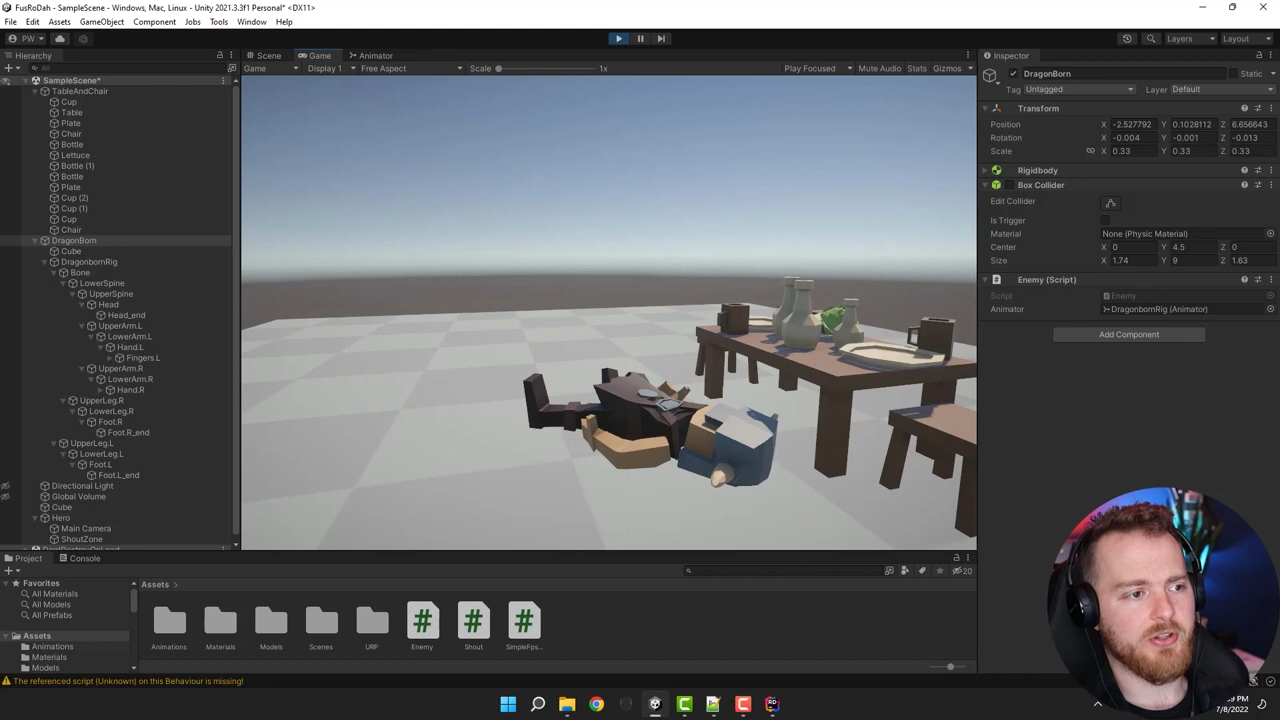 FusRoDah - SampleScene - Windows, Mac, Linux - Unity 2021.3.3f1 Personal* <DX11>
File Edit Assets GameObject Component Jobs Tools Window Help
PW Layers Layout
Hierarchy Scene Game Animator Inspector
All Game Display 1 Free Aspect Scale 1x Play Focused Mute Audio Stats Gizmos
DragonBorn Static
Tag Untagged Layer Default
SampleScene*
TableAndChair
Cup
Table
Plate
Chair
Bottle
Lettuce
Bottle (1)
Bottle
Plate
Cup (2)
Cup (1)
Cup
Chair
DragonBorn
Cube
DragonbornRig
Bone
LowerSpine
UpperSpine
Head
Head_end
UpperArm.L
LowerArm.L
Hand.L
Fingers.L
UpperArm.R
LowerArm.R
Hand.R
UpperLeg.R
LowerLeg.R
Foot.R
Foot.R_end
UpperLeg.L
LowerLeg.L
Foot.L
Foot.L_end
Directional Light
Global Volume
Cube
Hero
Main Camera
ShoutZone
DontDestroyOnLoad
Transform
Position X -2.527792 Y 0.1028112 Z 6.656643
Rotation X -0.004 Y -0.001 Z -0.013
Scale X 0.33 Y 0.33 Z 0.33
Rigidbody
Box Collider
Edit Collider
Is Trigger
Material None (Physic Material)
Center X 0 Y 4.5 Z 0
Size X 1.74 Y 9 Z 1.63
Enemy (Script)
Script Enemy
Animator DragonbornRig (Animator)
Add Component
Project Console
20
Favorites
All Materials
All Models
All Prefabs
Assets
Animations
Materials
Models
Assets
Animations Materials Models Scenes URP Enemy Shout SimpleFps...
The referenced script (Unknown) on this Behaviour is missing!
7/8/2022